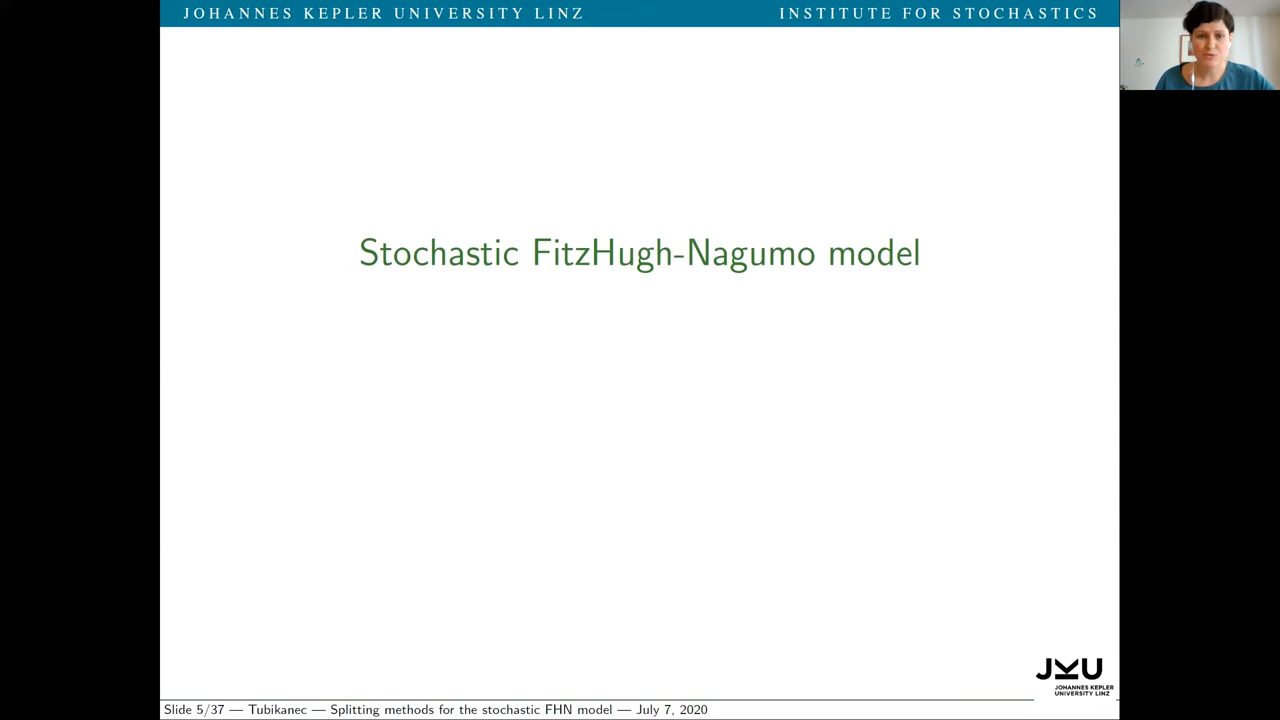 JOHANNES KEPLER UNIVERSITY LINZ
INSTITUTE FOR STOCHASTICS
Stochastic FitzHugh-Nagumo model
JKU
JOHANNES KEPLER
UNIVERSITY LINZ
Slide 5/37 — Tubikanec — Splitting methods for the stochastic FHN model — July 7, 2020